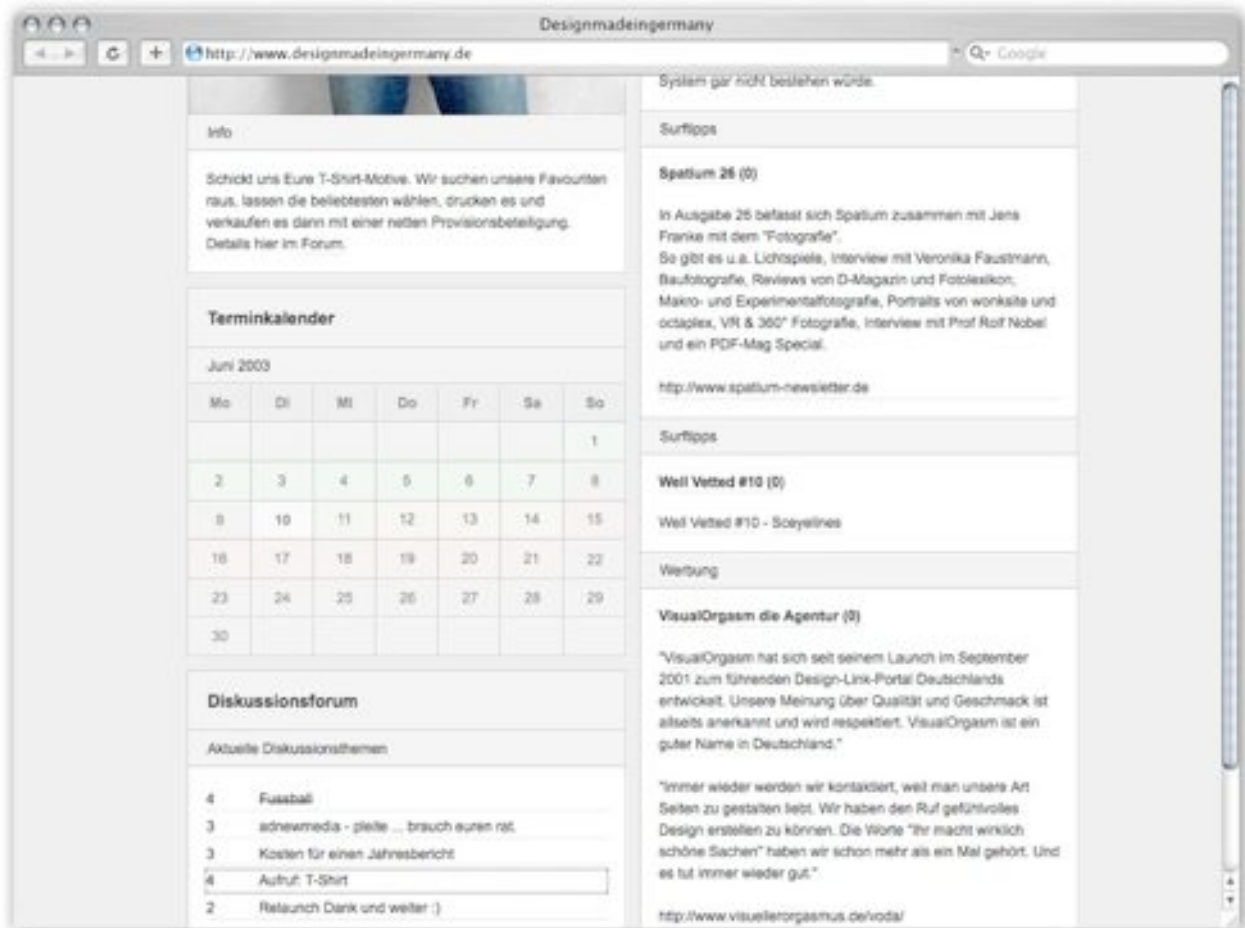 Designmadeingermany
http://www.designmadeingermany.de
Google
Info
Schickt uns Eure T-Shirt-Motive. Wir suchen unsere Favouriten
raus, lassen die beliebtesten wählen, drucken es und
verkaufen es dann mit einer netten Provisionsbeteiligung.
Details hier im Forum.
Terminkalender
Juni 2003
Mo Di Mi Do Fr Sa So
1
2 3 4 5 6 7 8
9 10 11 12 13 14 15
16 17 18 19 20 21 22
23 24 25 26 27 28 29
30
Diskussionsforum
Aktuelle Diskussionsthemen
4 Fussball
3 adnewmedia - pleite ... brauch euren rat.
3 Kosten für einen Jahresbericht
4 Aufruf: T-Shirt
2 Relaunch Dank und weiter :)
System gar nicht bestehen würde.
Surftipps
Spatium 26 (0)
In Ausgabe 26 befasst sich Spatium zusammen mit Jens
Franke mit dem "Fotografie".
So gibt es u.a. Lichtspiele, Interview mit Veronika Faustmann,
Baufotografie, Reviews von D-Magazin und Fotolexikon,
Makro- und Experimentalfotografie, Portraits von wonksite und
octaplex, VR & 360° Fotografie, Interview mit Prof Rolf Nobel
und ein PDF-Mag Special.
http://www.spatium-newsletter.de
Surftipps
Well Vetted #10 (0)
Well Vetted #10 - Sceyelines
Werbung
VisualOrgasm die Agentur (0)
"VisualOrgasm hat sich seit seinem Launch im September
2001 zum führenden Design-Link-Portal Deutschlands
entwickelt. Unsere Meinung über Qualität und Geschmack ist
allseits anerkannt und wird respektiert. VisualOrgasm ist ein
guter Name in Deutschland."
"Immer wieder werden wir kontaktiert, weil man unsere Art
Seiten zu gestalten liebt. Wir haben den Ruf gefühlvolles
Design erstellen zu können. Die Worte "Ihr macht wirklich
schöne Sachen" haben wir schon mehr als ein Mal gehört. Und
es tut immer wieder gut."
http://www.visuellerorgasmus.de/voda/